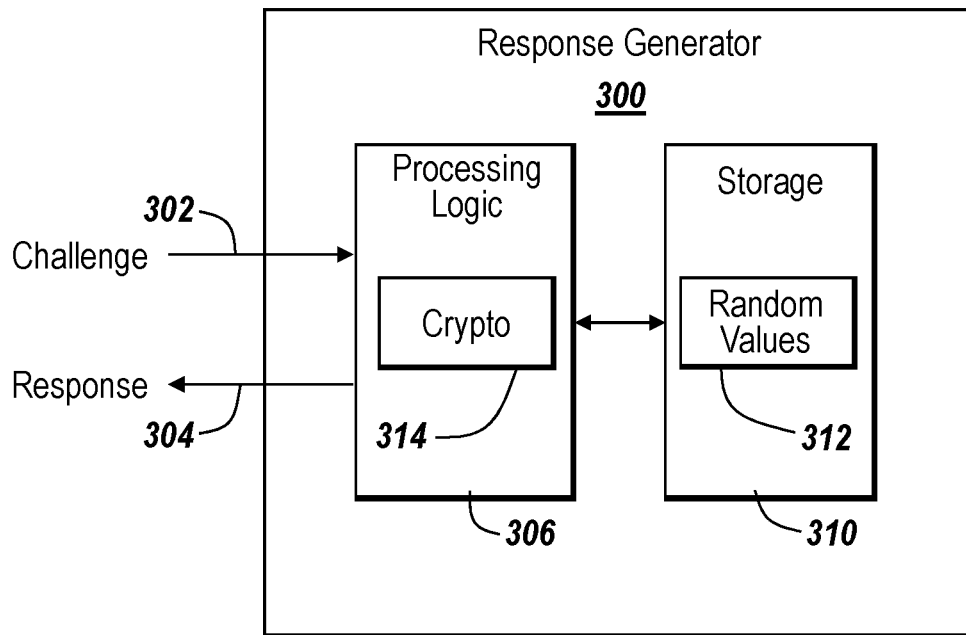 Response Generator
300
Processing
Logic
Storage
302
Challenge
Crypto
Random
Values
Response
304
314
312
306
310